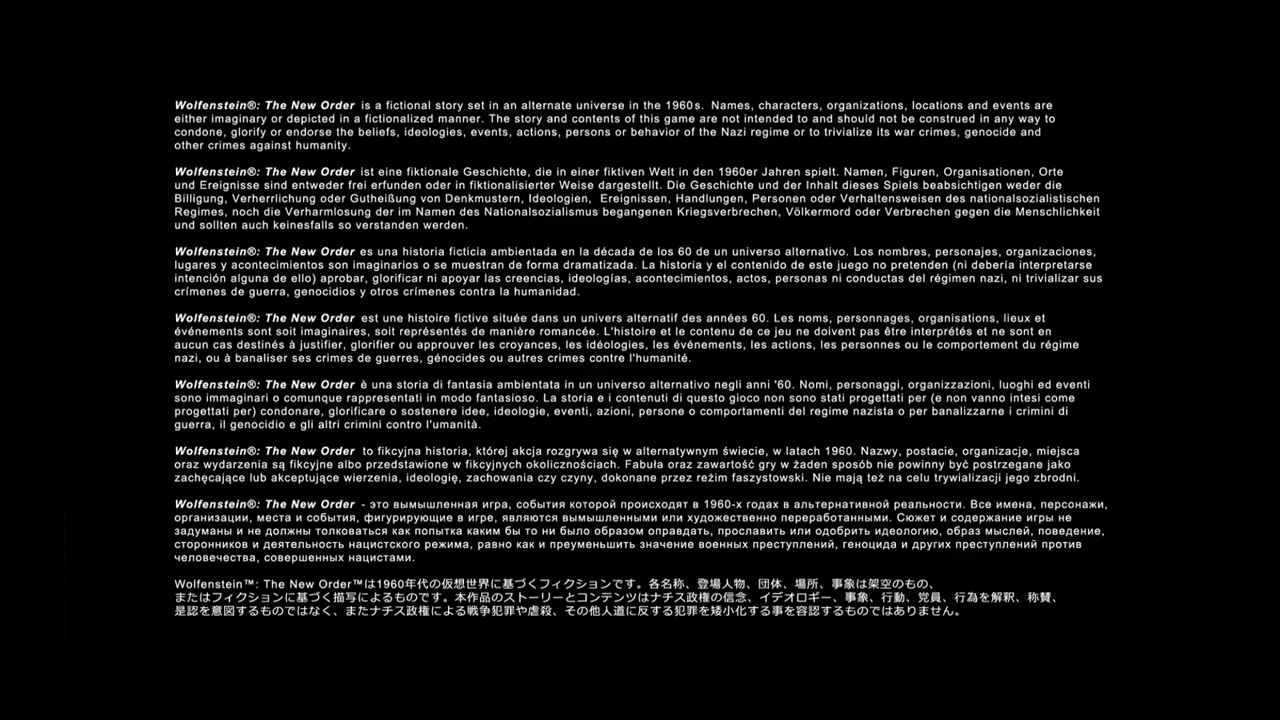 Wolfenstein®: The New Order is a fictional story set in an alternate universe in the 1960s. Names, characters, organizations, locations and events are
either imaginary or depicted in a fictionalized manner. The story and contents of this game are not intended to and should not be construed in any way to
condone, glorify or endorse the beliefs, ideologies, events, actions, persons or behavior of the Nazi regime or to trivialize its war crimes, genocide and
other crimes against humanity.
Wolfenstein®: The New Order ist eine fiktionale Geschichte, die in einer fiktiven Welt in den 1960er Jahren spielt. Namen, Figuren, Organisationen, Orte
und Ereignisse sind entweder frei erfunden oder in fiktionalisierter Weise dargestellt. Die Geschichte und der Inhalt dieses Spiels beabsichtigen weder die
Billigung, Verherrlichung oder Gutheißung von Denkmustern, Ideologien, Ereignissen, Handlungen, Personen oder Verhaltensweisen des nationalsozialistischen
Regimes, noch die Verharmlosung der im Namen des Nationalsozialismus begangenen Kriegsverbrechen, Völkermord oder Verbrechen gegen die Menschlichkeit
und sollten auch keinesfalls so verstanden werden.
Wolfenstein®: The New Order es una historia ficticia ambientada en la década de los 60 de un universo alternativo. Los nombres, personajes, organizaciones,
lugares y acontecimientos son imaginarios o se muestran de forma dramatizada. La historia y el contenido de este juego no pretenden (ni debería interpretarse
intención alguna de ello) aprobar, glorificar ni apoyar las creencias, ideologías, acontecimientos, actos, personas ni conductas del régimen nazi, ni trivializar sus
crímenes de guerra, genocidios y otros crímenes contra la humanidad.
Wolfenstein®: The New Order est une histoire fictive située dans un univers alternatif des années 60. Les noms, personnages, organisations, lieux et
événements sont soit imaginaires, soit représentés de manière romancée. L'histoire et le contenu de ce jeu ne doivent pas être interprétés et ne sont en
aucun cas destinés à justifier, glorifier ou approuver les croyances, les idéologies, les événements, les actions, les personnes ou le comportement du régime
nazi, ou à banaliser ses crimes de guerres, génocides ou autres crimes contre l'humanité.
Wolfenstein®: The New Order è una storia di fantasia ambientata in un universo alternativo negli anni '60. Nomi, personaggi, organizzazioni, luoghi ed eventi
sono immaginari o comunque rappresentati in modo fantasioso. La storia e i contenuti di questo gioco non sono stati progettati per (e non vanno intesi come
progettati per) condonare, glorificare o sostenere idee, ideologie, eventi, azioni, persone o comportamenti del regime nazista o per banalizzarne i crimini di
guerra, il genocidio e gli altri crimini contro l'umanità.
Wolfenstein®: The New Order to fikcyjna historia, której akcja rozgrywa się w alternatywnym świecie, w latach 1960. Nazwy, postacie, organizacje, miejsca
oraz wydarzenia są fikcyjne albo przedstawione w fikcyjnych okolicznościach. Fabuła oraz zawartość gry w żaden sposób nie powinny być postrzegane jako
zachęcające lub akceptujące wierzenia, ideologię, zachowania czy czyny, dokonane przez reżim faszystowski. Nie mają też na celu trywializacji jego zbrodni.
Wolfenstein®: The New Order - это вымышленная игра, события которой происходят в 1960-х годах в альтернативной реальности. Все имена, персонажи,
организации, места и события, фигурирующие в игре, являются вымышленными или художественно переработанными. Сюжет и содержание игры не
задуманы и не должны толковаться как попытка каким бы то ни было образом оправдать, прославить или одобрить идеологию, образ мыслей, поведение,
сторонников и деятельность нацистского режима, равно как и преуменьшить значение военных преступлений, геноцида и других преступлений против
человечества, совершенных нацистами.
Wolfenstein™: The New Order™は1960年代の仮想世界に基づくフィクションです。各名称、登場人物、団体、場所、事象は架空のもの、
またはフィクションに基づく描写によるものです。本作品のストーリーとコンテンツはナチス政権の信念、イデオロギー、事象、行動、党員、行為を解釈、称賛、
是認を意図するものではなく、またナチス政権による戦争犯罪や虐殺、その他人道に反する犯罪を矮小化する事を容認するものではありません。